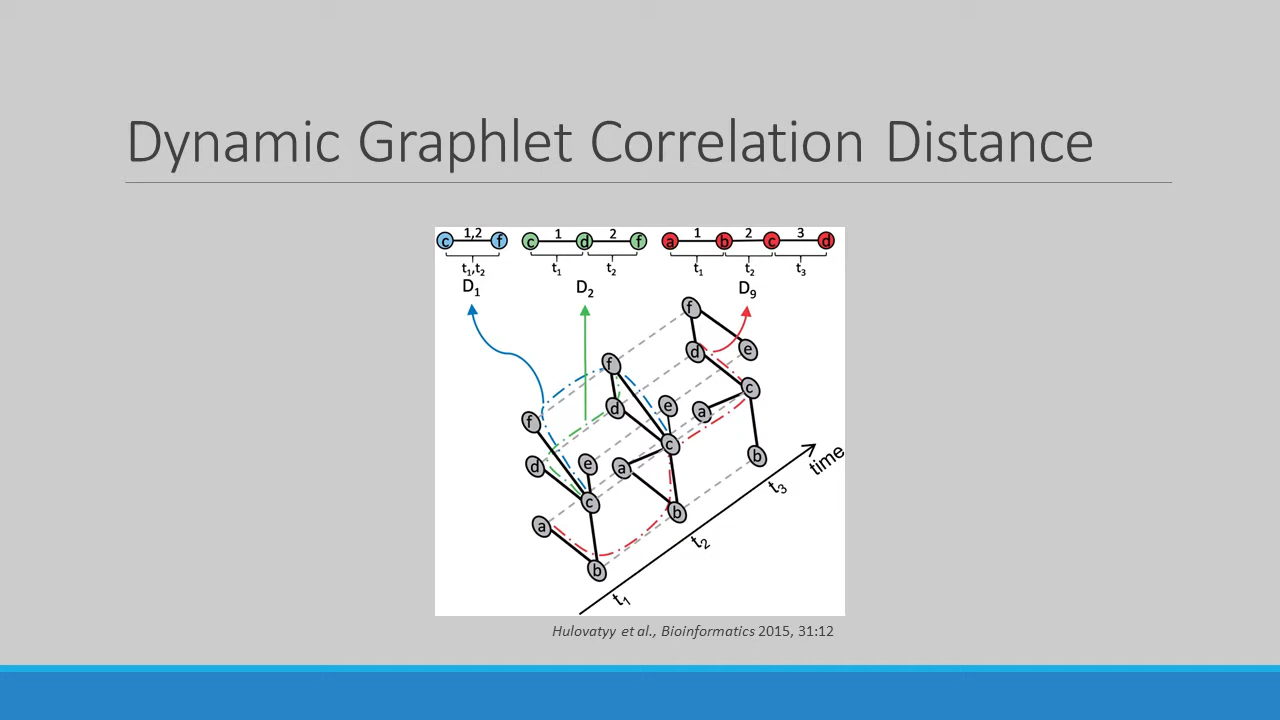 Dynamic Graphlet Correlation Distance
c 1,2 f c 1 d 2 f a 1 b 2 c 3 d
t₁,t₂ t₁ t₂ t₁ t₂ t₃
D₁ D₂ D₉
f
f d e
f d e a c
d e a c b
a c b
b
time
t₃
t₂
t₁
Hulovatyy et al., Bioinformatics 2015, 31:12